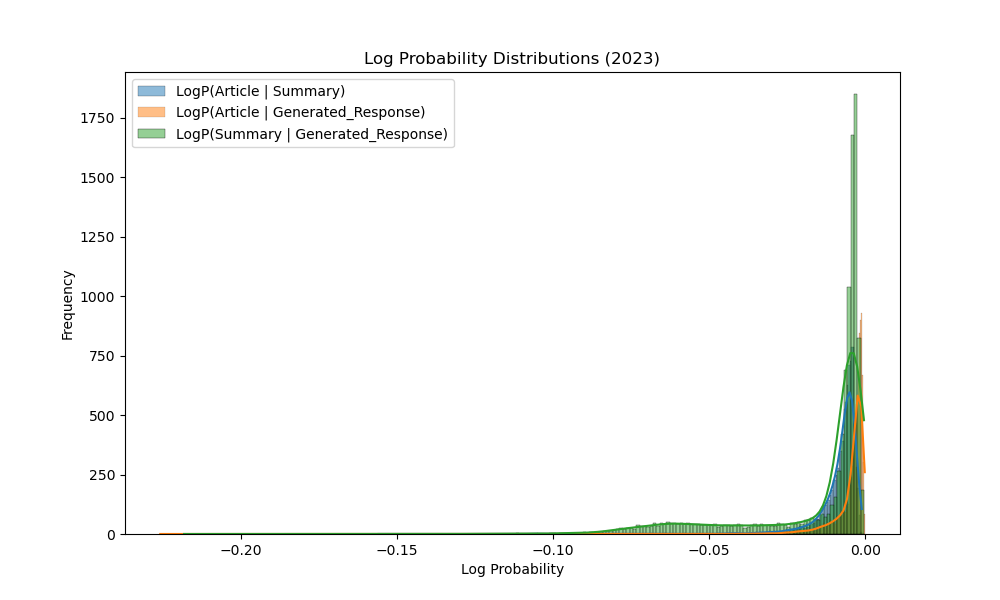 Log Probability Distributions (2023)
LogP(Article | Summary)
LogP(Article | Generated_Response)
LogP(Summary | Generated_Response)
Frequency
1750
1500
1250
1000
750
500
250
0
−0.20 −0.15 −0.10 −0.05 0.00
Log Probability